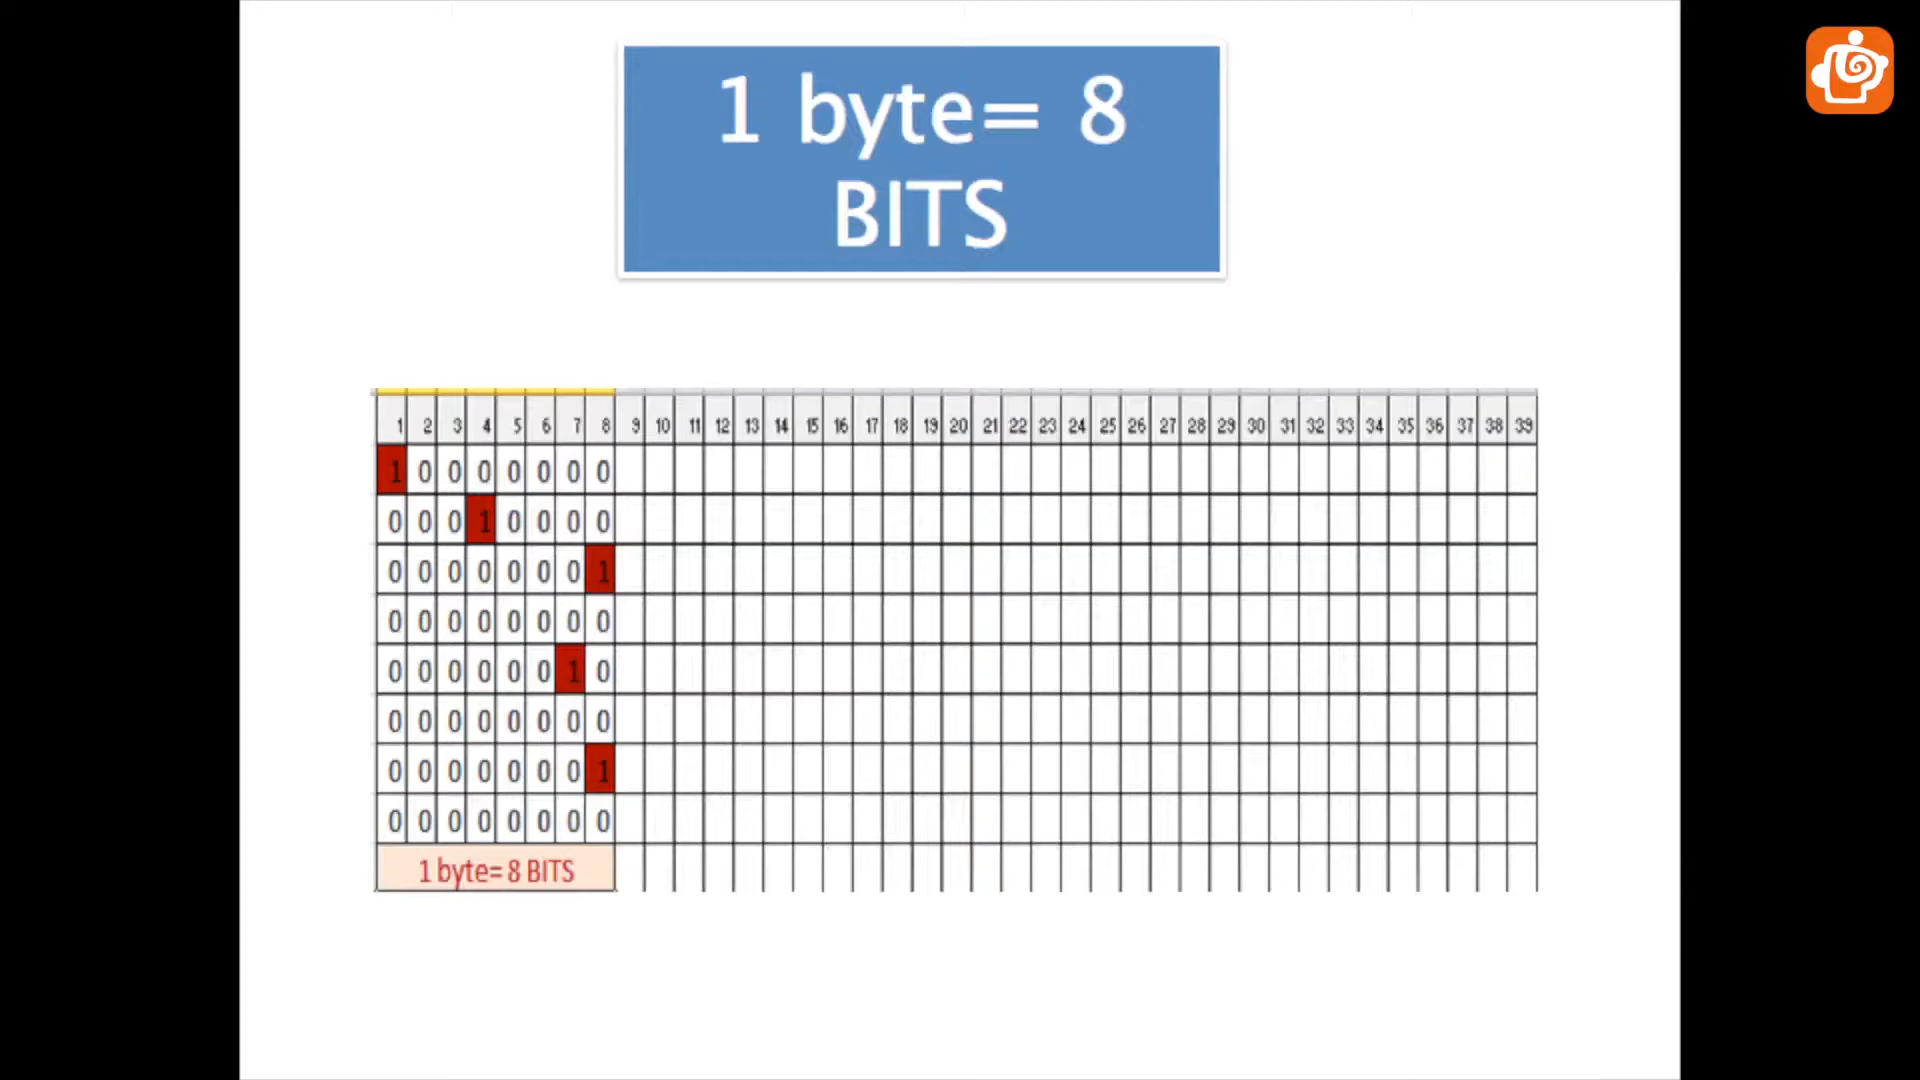 1 byte= 8
BITS
1 2 3 4 5 6 7 8 9 10 11 12 13 14 15 16 17 18 19 20 21 22 23 24 25 26 27 28 29 30 31 32 33 34 35 36 37 38 39
1 0 0 0 0 0 0 0
0 0 0 1 0 0 0 0
0 0 0 0 0 0 0 1
0 0 0 0 0 0 0 0
0 0 0 0 0 0 1 0
0 0 0 0 0 0 0 0
0 0 0 0 0 0 0 1
0 0 0 0 0 0 0 0
1 byte= 8 BITS